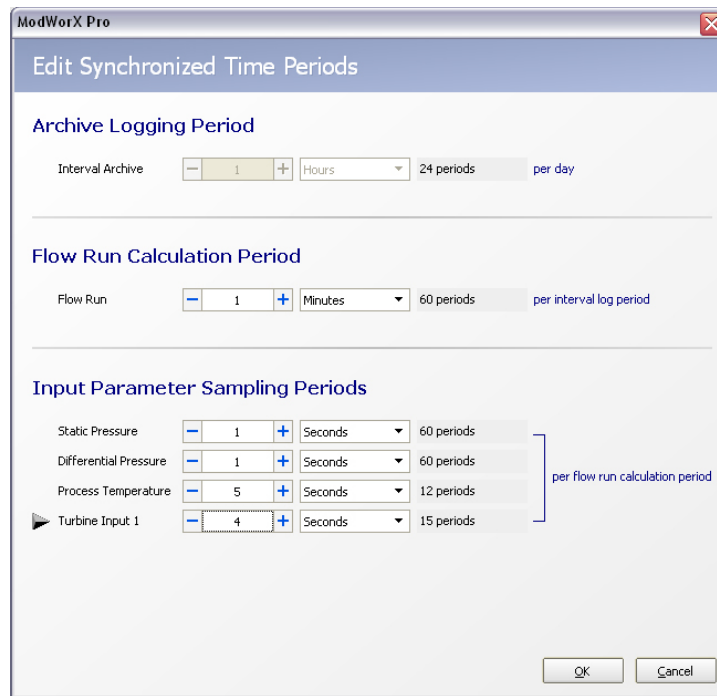 ModWorX Pro
Edit Synchronized Time Periods
Archive Logging Period
Interval Archive 1 Hours 24 periods per day
Flow Run Calculation Period
Flow Run 1 Minutes 60 periods per interval log period
Input Parameter Sampling Periods
Static Pressure 1 Seconds 60 periods
Differential Pressure 1 Seconds 60 periods
per flow run calculation period
Process Temperature 5 Seconds 12 periods
Turbine Input 1 4 Seconds 15 periods
OK Cancel